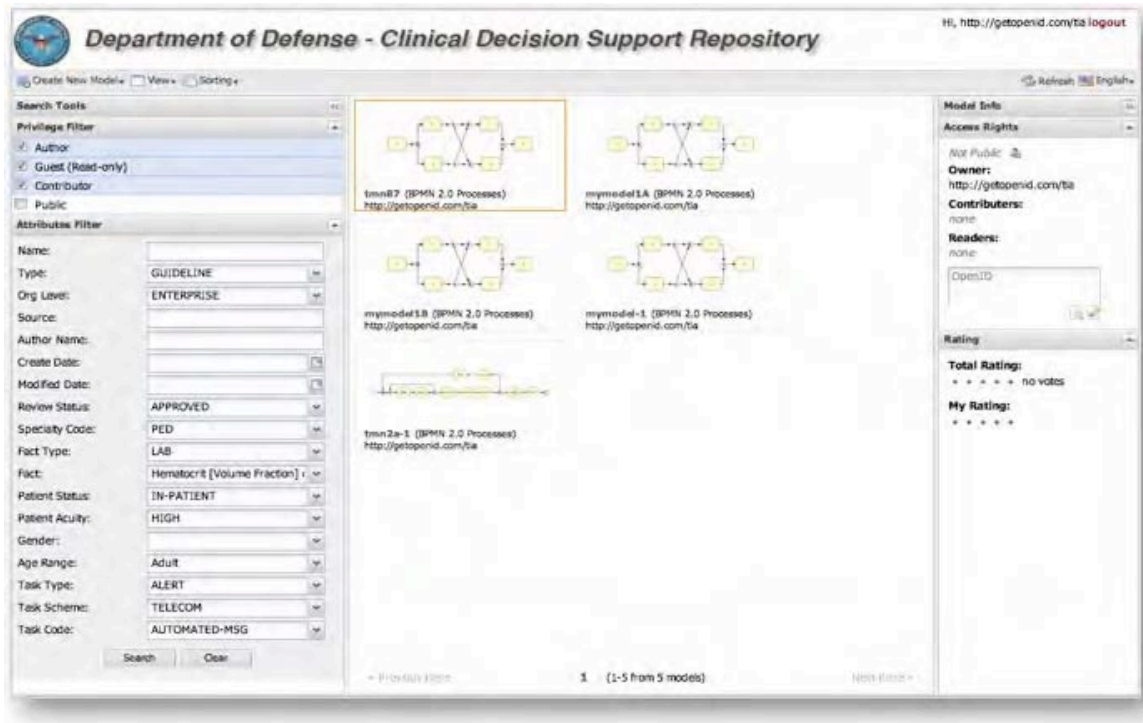 Department of Defense - Clinical Decision Support Repository
Hi, http://getopenid.com/tia logout
Create New Model View Sorting
Refresh English
Search Tools
Privilege Filter
Author
Guest (Read-only)
Contributor
Public
Attributes Filter
Name:
Type: GUIDELINE
Org Level: ENTERPRISE
Source:
Author Name:
Create Date:
Modified Date:
Review Status: APPROVED
Specialty Code: PED
Fact Type: LAB
Fact: Hematocrit [Volume Fraction]
Patient Status: IN-PATIENT
Patient Acuity: HIGH
Gender:
Age Range: Adult
Task Type: ALERT
Task Scheme: TELECOM
Task Code: AUTOMATED-MSG
Search Clear
tmn87 (BPMN 2.0 Processes)
http://getopenid.com/tia
mymodel1A (BPMN 2.0 Processes)
http://getopenid.com/tia
mymodel1B (BPMN 2.0 Processes)
http://getopenid.com/tia
mymodel-1 (BPMN 2.0 Processes)
http://getopenid.com/tia
tmn2a-1 (BPMN 2.0 Processes)
http://getopenid.com/tia
« Previous Page 1 (1-5 from 5 models) Next Page »
Model Info
Access Rights
Not Public
Owner:
http://getopenid.com/tia
Contributers:
none
Readers:
none
OpenID
Rating
Total Rating:
no votes
My Rating: